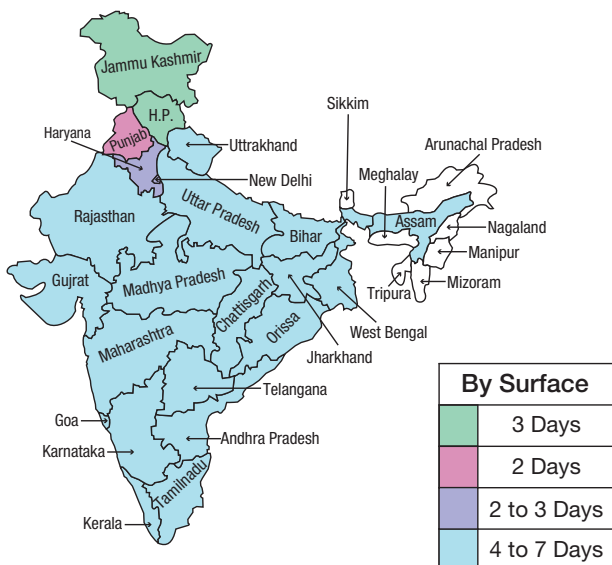 Jammu Kashmir
H.P.
Punjab
Haryana
Uttrakhand
New Delhi
Sikkim
Arunachal Pradesh
Meghalay
Assam
Nagaland
Manipur
Mizoram
Tripura
Rajasthan
Uttar Pradesh
Bihar
Gujrat
Madhya Pradesh
Chattisgarh
Orissa
West Bengal
Jharkhand
Maharashtra
Telangana
Goa
Karnataka
Andhra Pradesh
Tamilnadu
Kerala
By Surface
3 Days
2 Days
2 to 3 Days
4 to 7 Days